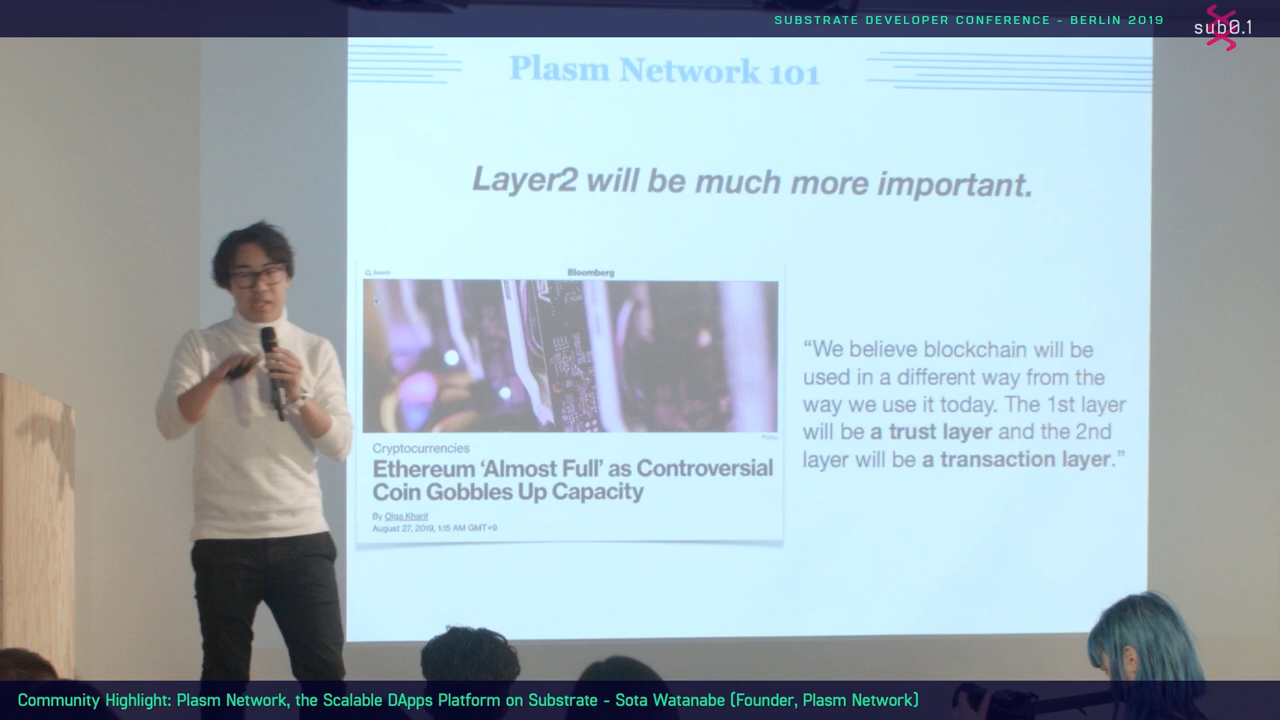 SUBSTRATE DEVELOPER CONFERENCE - BERLIN 2019
sub0.1
Plasm Network 101
Layer2 will be much more important.
Search
Bloomberg
Cryptocurrencies
Ethereum ‘Almost Full’ as Controversial
Coin Gobbles Up Capacity
By Olga Kharif
August 27, 2019, 1:15 AM GMT+9
“We believe blockchain will be
used in a different way from the
way we use it today. The 1st layer
will be a trust layer and the 2nd
layer will be a transaction layer.”
Community Highlight: Plasm Network, the Scalable DApps Platform on Substrate - Sota Watanabe (Founder, Plasm Network)